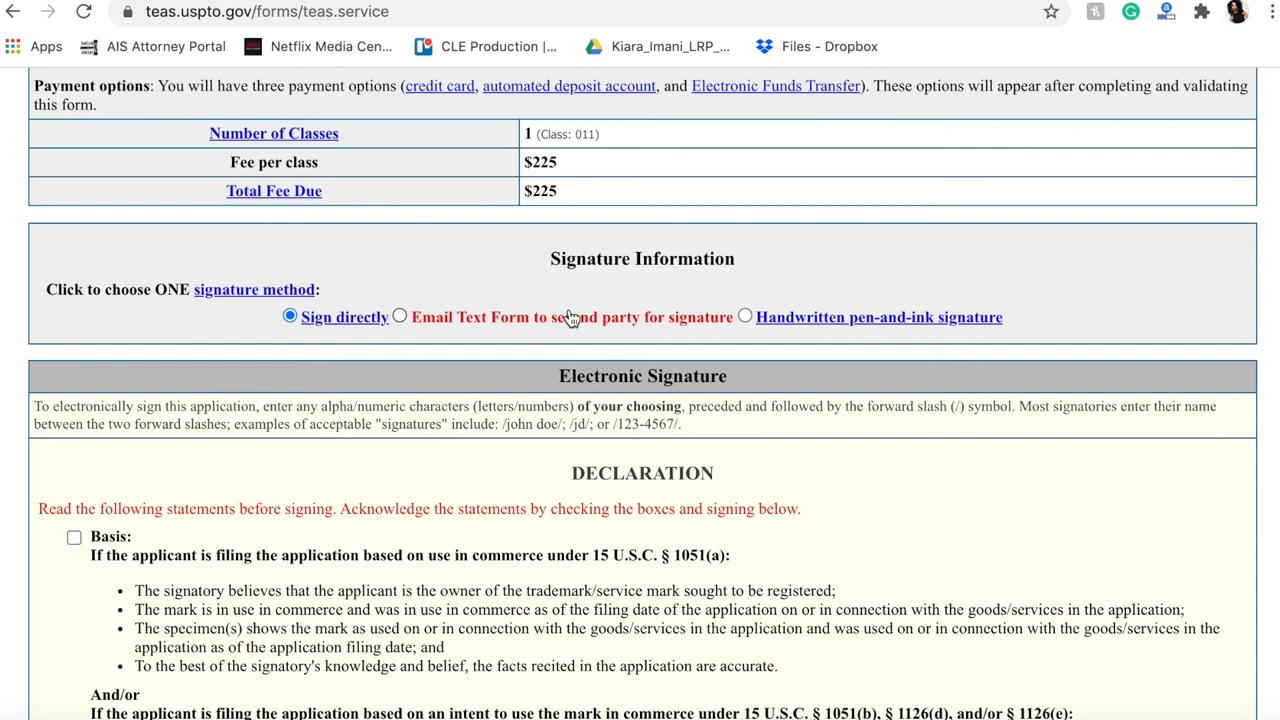 teas.uspto.gov/forms/teas.service
Apps AIS Attorney Portal Netflix Media Cen... CLE Production |... Kiara_Imani_LRP_... Files - Dropbox
Payment options: You will have three payment options (credit card, automated deposit account, and Electronic Funds Transfer). These options will appear after completing and validating
this form.
Number of Classes 1 (Class: 011)
Fee per class $225
Total Fee Due $225
Signature Information
Click to choose ONE signature method:
Sign directly Email Text Form to second party for signature Handwritten pen-and-ink signature
Electronic Signature
To electronically sign this application, enter any alpha/numeric characters (letters/numbers) of your choosing, preceded and followed by the forward slash (/) symbol. Most signatories enter their name
between the two forward slashes; examples of acceptable "signatures" include: /john doe/; /jd/; or /123-4567/.
DECLARATION
Read the following statements before signing. Acknowledge the statements by checking the boxes and signing below.
Basis:
If the applicant is filing the application based on use in commerce under 15 U.S.C. § 1051(a):
• The signatory believes that the applicant is the owner of the trademark/service mark sought to be registered;
• The mark is in use in commerce and was in use in commerce as of the filing date of the application on or in connection with the goods/services in the application;
• The specimen(s) shows the mark as used on or in connection with the goods/services in the application and was used on or in connection with the goods/services in the
application as of the application filing date; and
• To the best of the signatory's knowledge and belief, the facts recited in the application are accurate.
And/or
If the applicant is filing the application based on an intent to use the mark in commerce under 15 U.S.C. § 1051(b), § 1126(d), and/or § 1126(e):